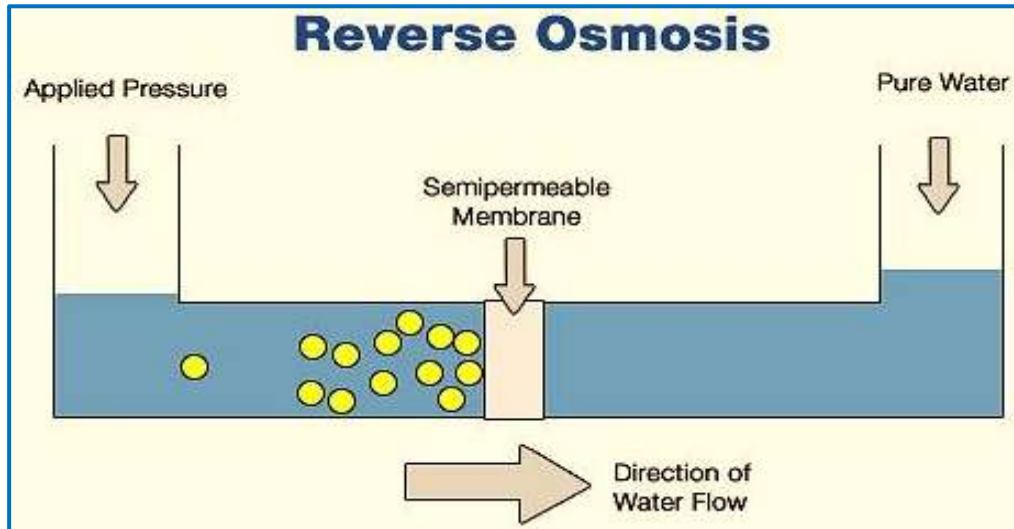 Reverse Osmosis
Applied Pressure
Pure Water
Semipermeable
Membrane
Direction of
Water Flow